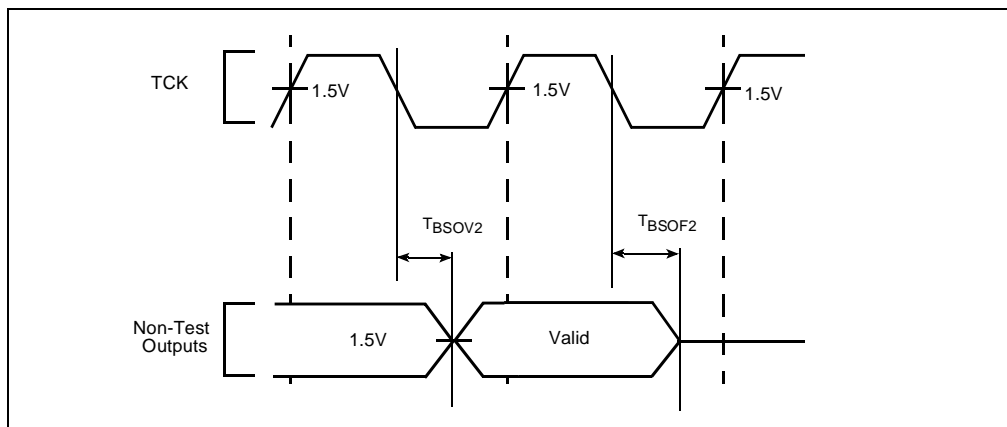 TCK
1.5V
1.5V
1.5V
TBSOV2
TBSOF2
Non-Test
Outputs
1.5V
Valid